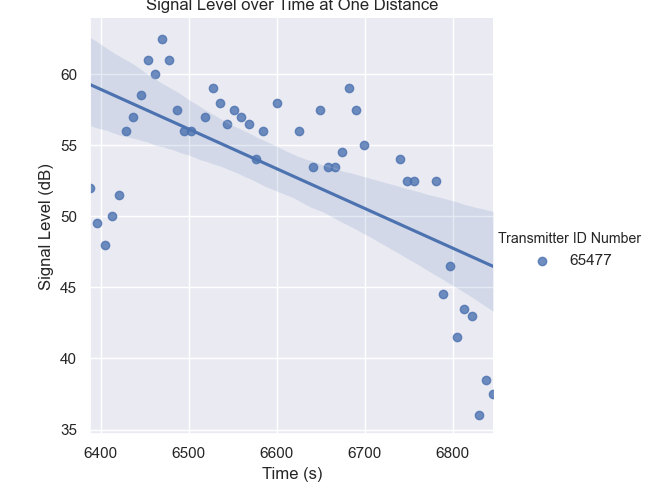 Signal Level over Time at One Distance
60
55
50
45
40
35
Signal Level (dB)
6400 6500 6600 6700 6800
Time (s)
Transmitter ID Number
65477